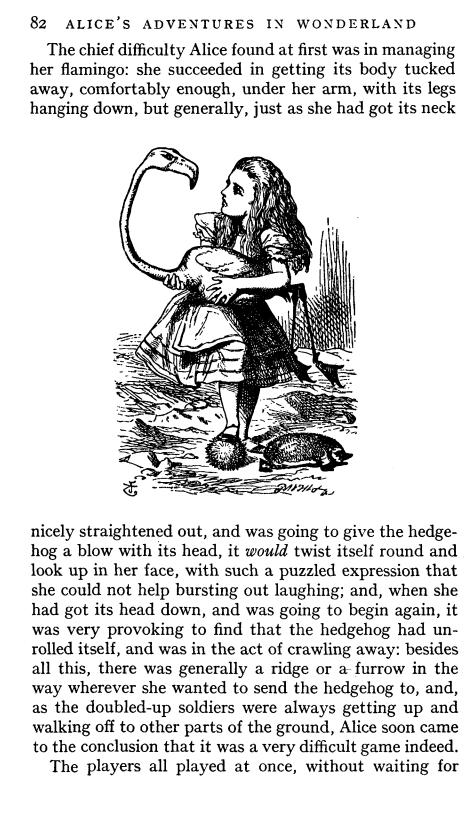 82 ALICE'S ADVENTURES IN WONDERLAND
The chief difficulty Alice found at first was in managing
her flamingo: she succeeded in getting its body tucked
away, comfortably enough, under her arm, with its legs
hanging down, but generally, just as she had got its neck
nicely straightened out, and was going to give the hedge-
hog a blow with its head, it would twist itself round and
look up in her face, with such a puzzled expression that
she could not help bursting out laughing; and, when she
had got its head down, and was going to begin again, it
was very provoking to find that the hedgehog had un-
rolled itself, and was in the act of crawling away: besides
all this, there was generally a ridge or a furrow in the
way wherever she wanted to send the hedgehog to, and,
as the doubled-up soldiers were always getting up and
walking off to other parts of the ground, Alice soon came
to the conclusion that it was a very difficult game indeed.
The players all played at once, without waiting for